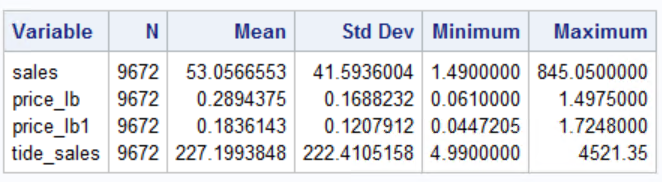 Variable N Mean Std Dev Minimum Maximum
sales 9672 53.0566553 41.5936004 1.4900000 845.0500000
price_lb 9672 0.2894375 0.1688232 0.0610000 1.4975000
price_lb1 9672 0.1836143 0.1207912 0.0447205 1.7248000
tide_sales 9672 227.1993848 222.4105158 4.9900000 4521.35